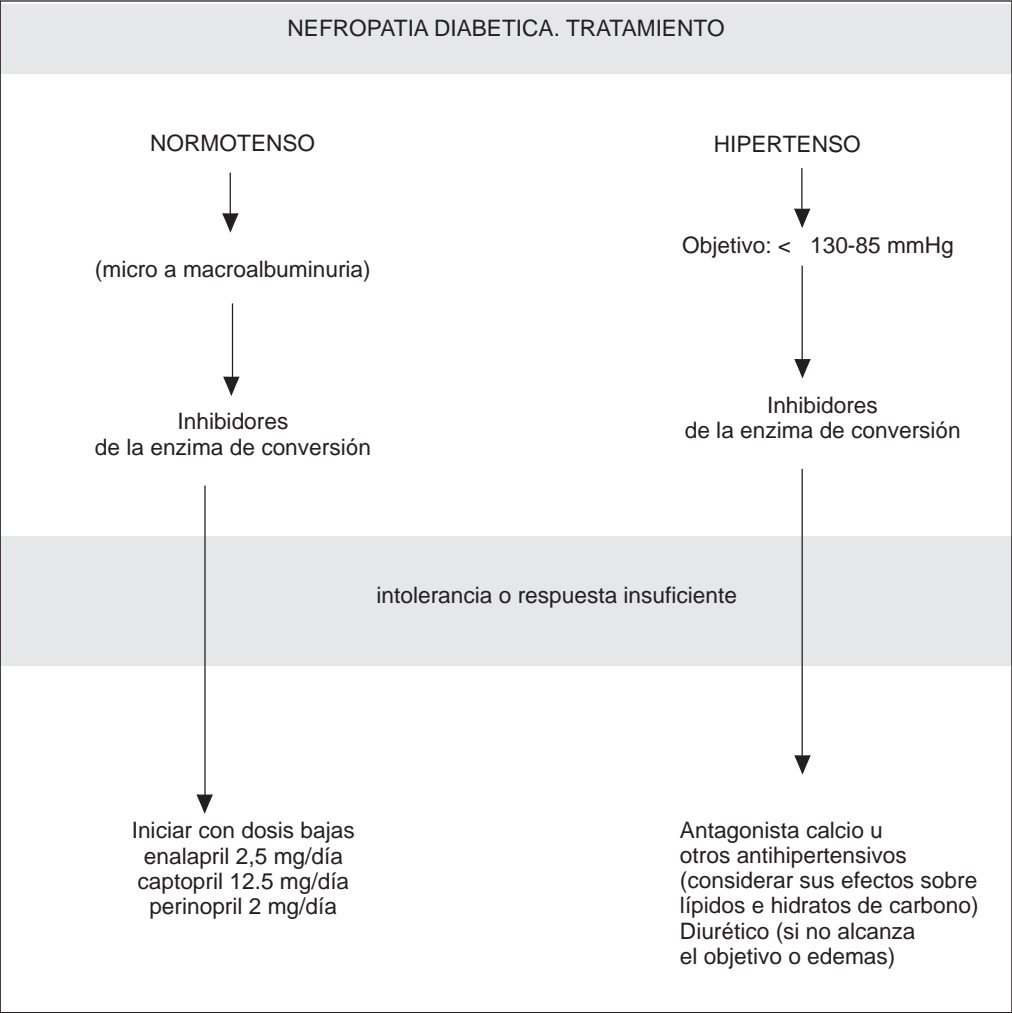 NEFROPATIA DIABETICA. TRATAMIENTO
NORMOTENSO
(micro a macroalbuminuria)
Inhibidores
de la enzima de conversión
HIPERTENSO
Objetivo: < 130-85 mmHg
Inhibidores
de la enzima de conversión
intolerancia o respuesta insuficiente
Iniciar con dosis bajas
enalapril 2,5 mg/día
captopril 12.5 mg/día
perinopril 2 mg/día
Antagonista calcio u
otros antihipertensivos
(considerar sus efectos sobre
lípidos e hidratos de carbono)
Diurético (si no alcanza
el objetivo o edemas)